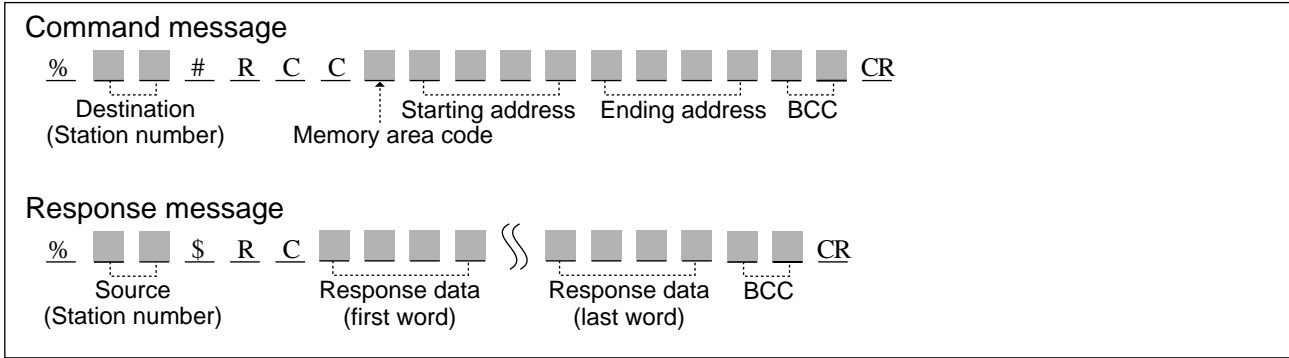 Command message
% # R C C CR
Destination Starting address Ending address BCC
(Station number) Memory area code
Response message
% $ R C CR
Source Response data Response data BCC
(Station number) (first word) (last word)